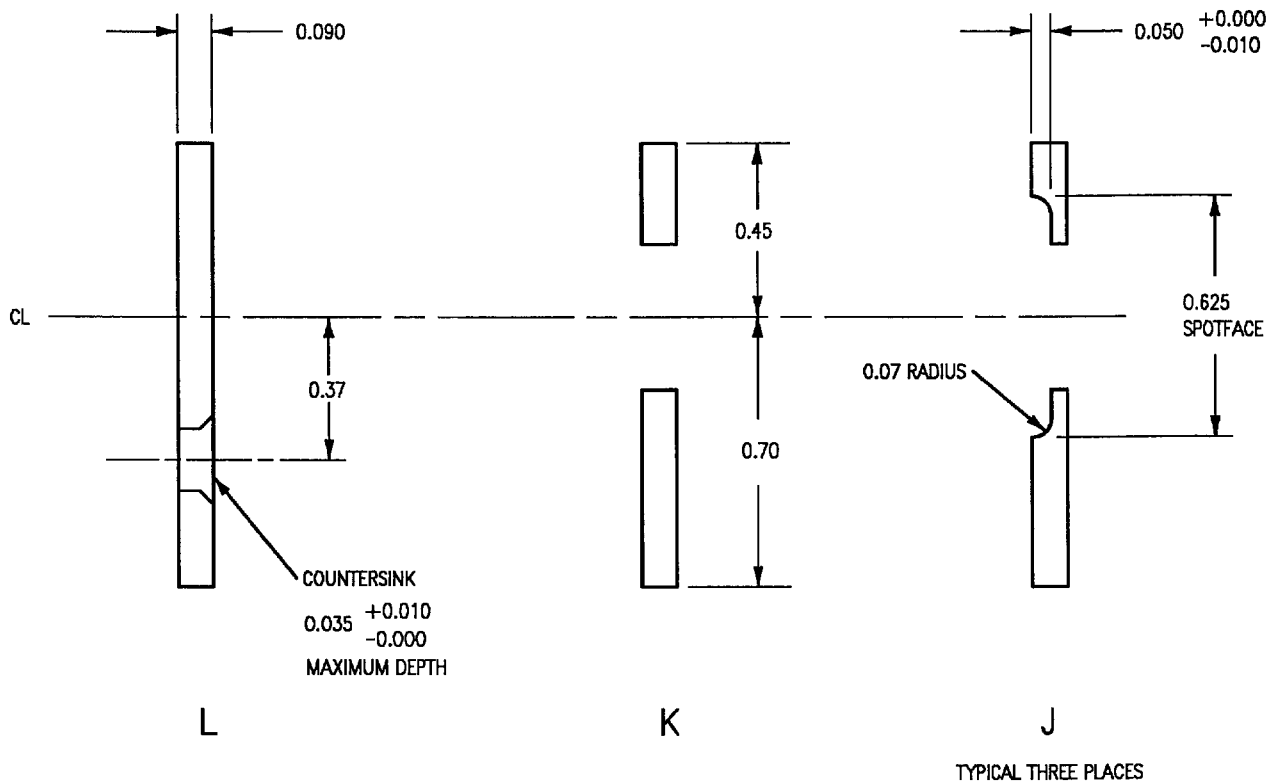 0.090
0.050 +0.000
-0.010
0.45
CL
0.37
0.625
SPOTFACE
0.07 RADIUS
0.70
COUNTERSINK
0.035 +0.010
-0.000
MAXIMUM DEPTH
L
K
J
TYPICAL THREE PLACES